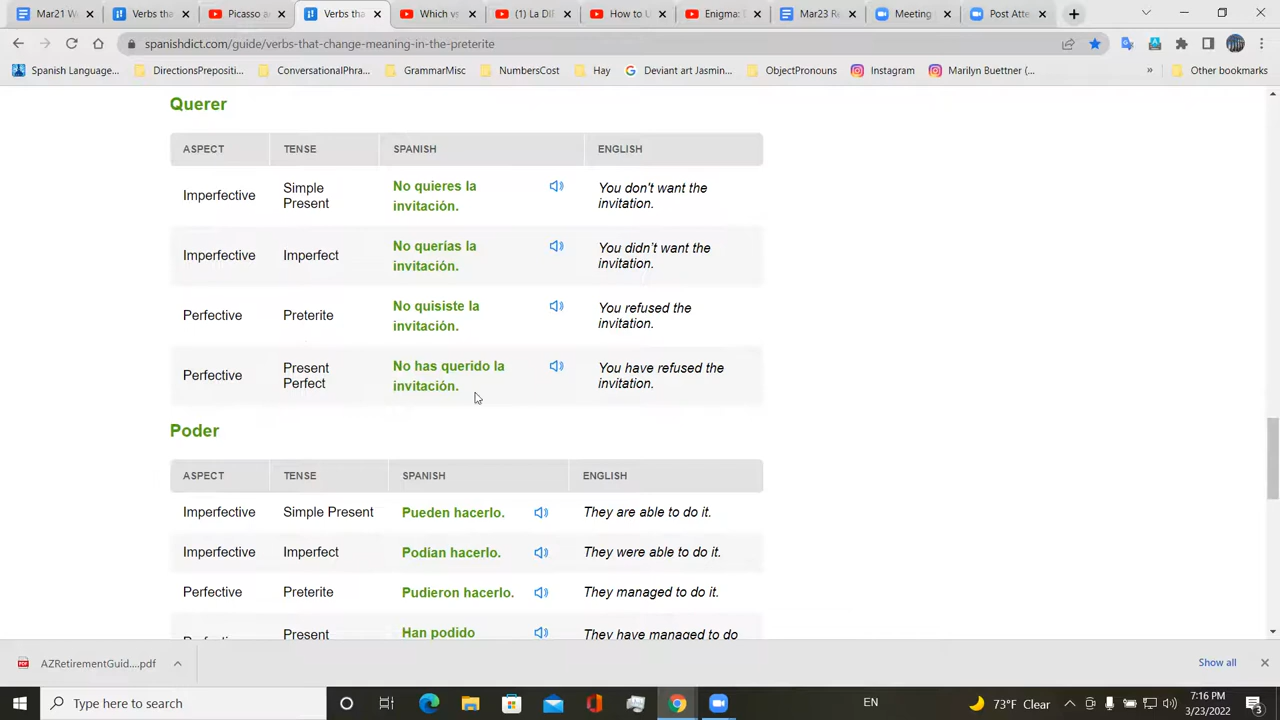 Mar21 W
Verbs tha
Picasso a
Verbs tha
Which vs
(1) La Dif
How to U
Enigma: E
Mar23 Re
Meeting
Post Atte
spanishdict.com/guide/verbs-that-change-meaning-in-the-preterite
Spanish Language... DirectionsPrepositi... ConversationalPhra... GrammarMisc NumbersCost Hay Deviant art Jasmin... ObjectPronouns Instagram Marilyn Buettner (... » Other bookmarks
Querer
ASPECT TENSE SPANISH ENGLISH
Imperfective
Simple
Present
No quieres la
invitación.
You don't want the
invitation.
Imperfective
Imperfect
No querías la
invitación.
You didn't want the
invitation.
Perfective
Preterite
No quisiste la
invitación.
You refused the
invitation.
Perfective
Present
Perfect
No has querido la
invitación.
You have refused the
invitation.
Poder
ASPECT TENSE SPANISH ENGLISH
Imperfective Simple Present Pueden hacerlo. They are able to do it.
Imperfective Imperfect Podían hacerlo. They were able to do it.
Perfective Preterite Pudieron hacerlo. They managed to do it.
Perfective Present Han podido They have managed to do
AZRetirementGuid....pdf
Show all
Type here to search
EN
73°F Clear
7:16 PM
3/23/2022
3